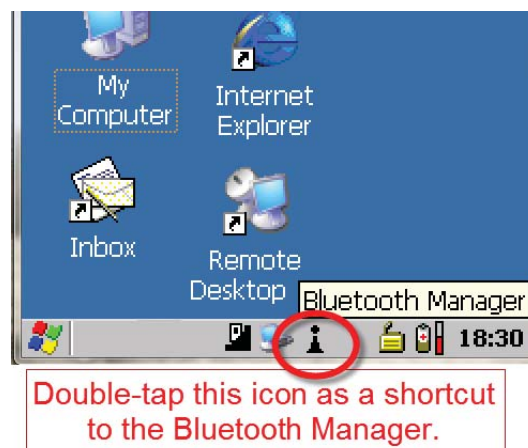 My
Computer
Internet
Explorer
Inbox
Remote
Desktop
Bluetooth Manager
18:30
Double-tap this icon as a shortcut
to the Bluetooth Manager.